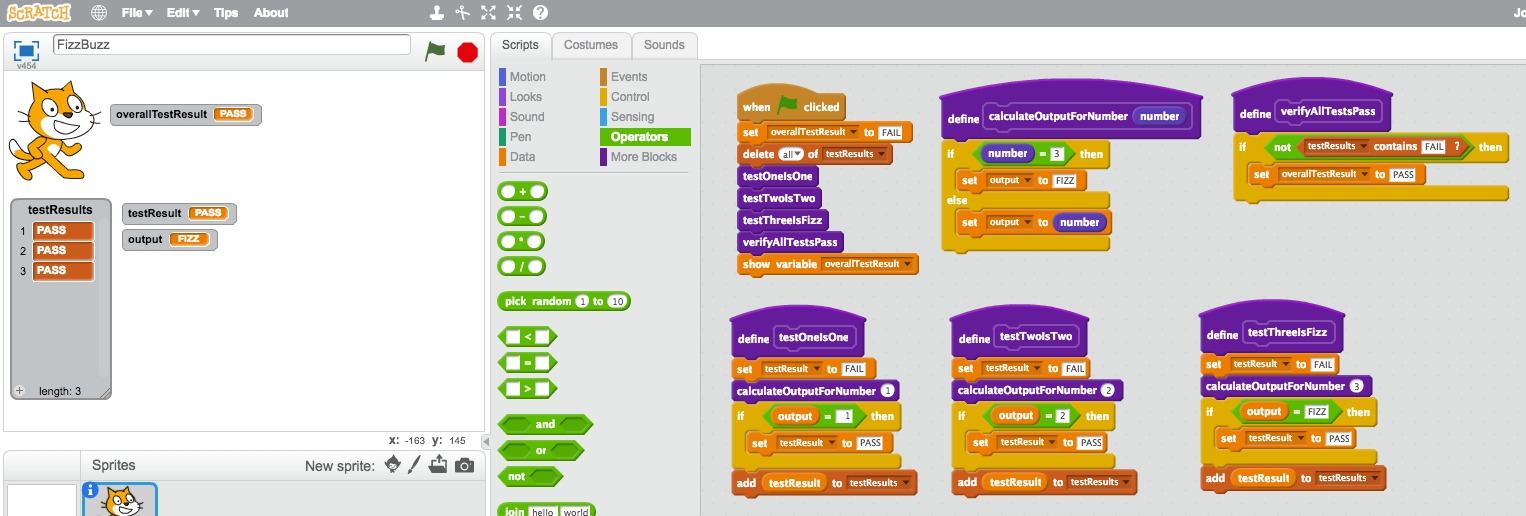 SCRATCH File Edit Tips About Jo
FizzBuzz
v454
overallTestResult PASS
testResults
1 PASS
2 PASS
3 PASS
length: 3
testResult PASS
output FIZZ
x: -163 y: 145
Sprites New sprite:
Scripts Costumes Sounds
Motion Events
Looks Control
Sound Sensing
Pen Operators
Data More Blocks
+
-
*
/
pick random 1 to 10
<
=
>
and
or
not
join hello world
when clicked
set overallTestResult to FAIL
delete all of testResults
testOneIsOne
testTwoIsTwo
testThreeIsFizz
verifyAllTestsPass
show variable overallTestResult
define calculateOutputForNumber number
if number = 3 then
set output to FIZZ
else
set output to number
define verifyAllTestsPass
if not testResults contains FAIL ? then
set overallTestResult to PASS
define testOneIsOne
set testResult to FAIL
calculateOutputForNumber 1
if output = 1 then
set testResult to PASS
add testResult to testResults
define testTwoIsTwo
set testResult to FAIL
calculateOutputForNumber 2
if output = 2 then
set testResult to PASS
add testResult to testResults
define testThreeIsFizz
set testResult to FAIL
calculateOutputForNumber 3
if output = FIZZ then
set testResult to PASS
add testResult to testResults